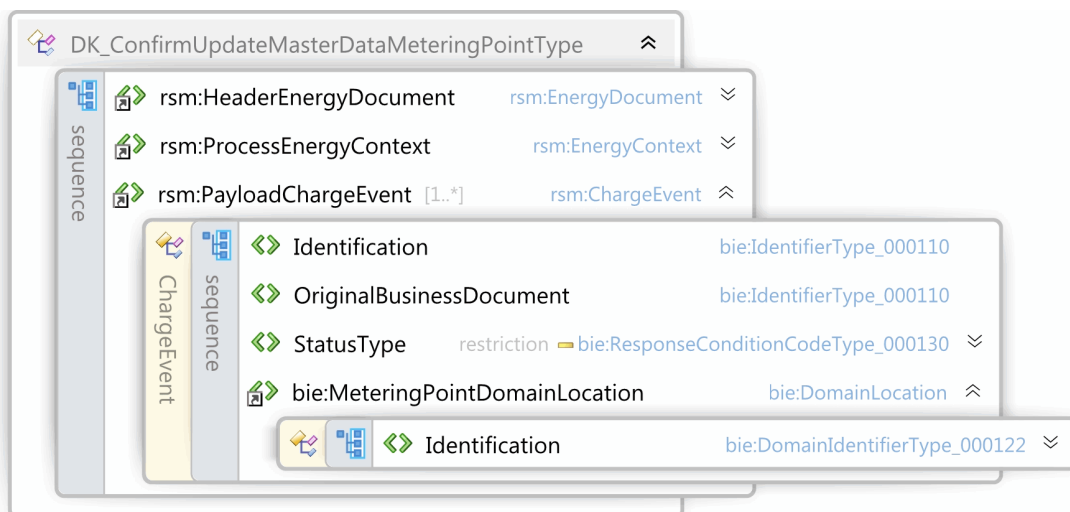 DK_ConfirmUpdateMasterDataMeteringPointType
sequence
rsm:HeaderEnergyDocument rsm:EnergyDocument
rsm:ProcessEnergyContext rsm:EnergyContext
rsm:PayloadChargeEvent [1..*] rsm:ChargeEvent
ChargeEvent
sequence
Identification bie:IdentifierType_000110
OriginalBusinessDocument bie:IdentifierType_000110
StatusType restriction bie:ResponseConditionCodeType_000130
bie:MeteringPointDomainLocation bie:DomainLocation
Identification bie:DomainIdentifierType_000122